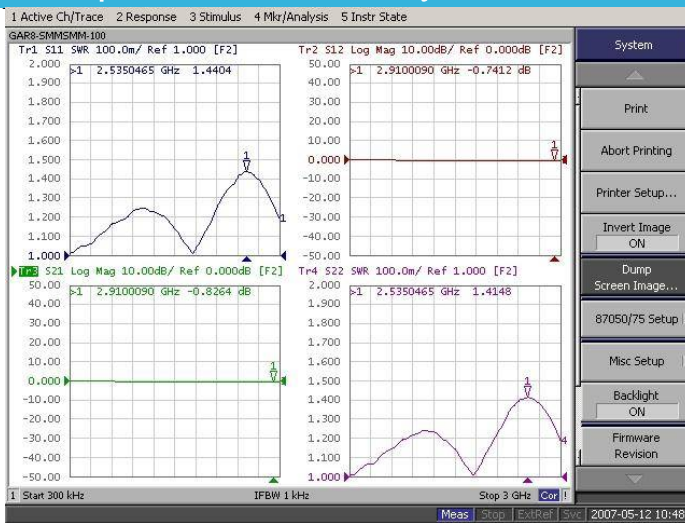 1 Active Ch/Trace 2 Response 3 Stimulus 4 Mkr/Analysis 5 Instr State
GAR8-SMMSMM-100
Tr1 S11 SWR 100.0m/ Ref 1.000 [F2]
2.000
>1 2.5350465 GHz 1.4404
1.900
1.800
1.700
1.600
1.500
1
1.400
1.300
1.200
1
1.100
1.000
Tr2 S12 Log Mag 10.00dB/ Ref 0.000dB [F2]
50.00
>1 2.9100090 GHz -0.7412 dB
40.00
30.00
20.00
10.00
1
0.000
-10.00
-20.00
-30.00
-40.00
-50.00
Tr3 S21 Log Mag 10.00dB/ Ref 0.000dB [F2]
50.00
>1 2.9100090 GHz -0.8264 dB
40.00
30.00
20.00
10.00
1
0.000
-10.00
-20.00
-30.00
-40.00
-50.00
Tr4 S22 SWR 100.0m/ Ref 1.000 [F2]
2.000
>1 2.5350465 GHz 1.4148
1.900
1.800
1.700
1.600
1.500
1
1.400
1.300
1.200
4
1.100
1.000
1 Start 300 kHz IFBW 1 kHz Stop 3 GHz Cor !
Meas Stop ExtRef Svc 2007-05-12 10:48
System
Print
Abort Printing
Printer Setup...
Invert Image
ON
Dump
Screen Image...
87050/75 Setup
Misc Setup
Backlight
ON
Firmware
Revision